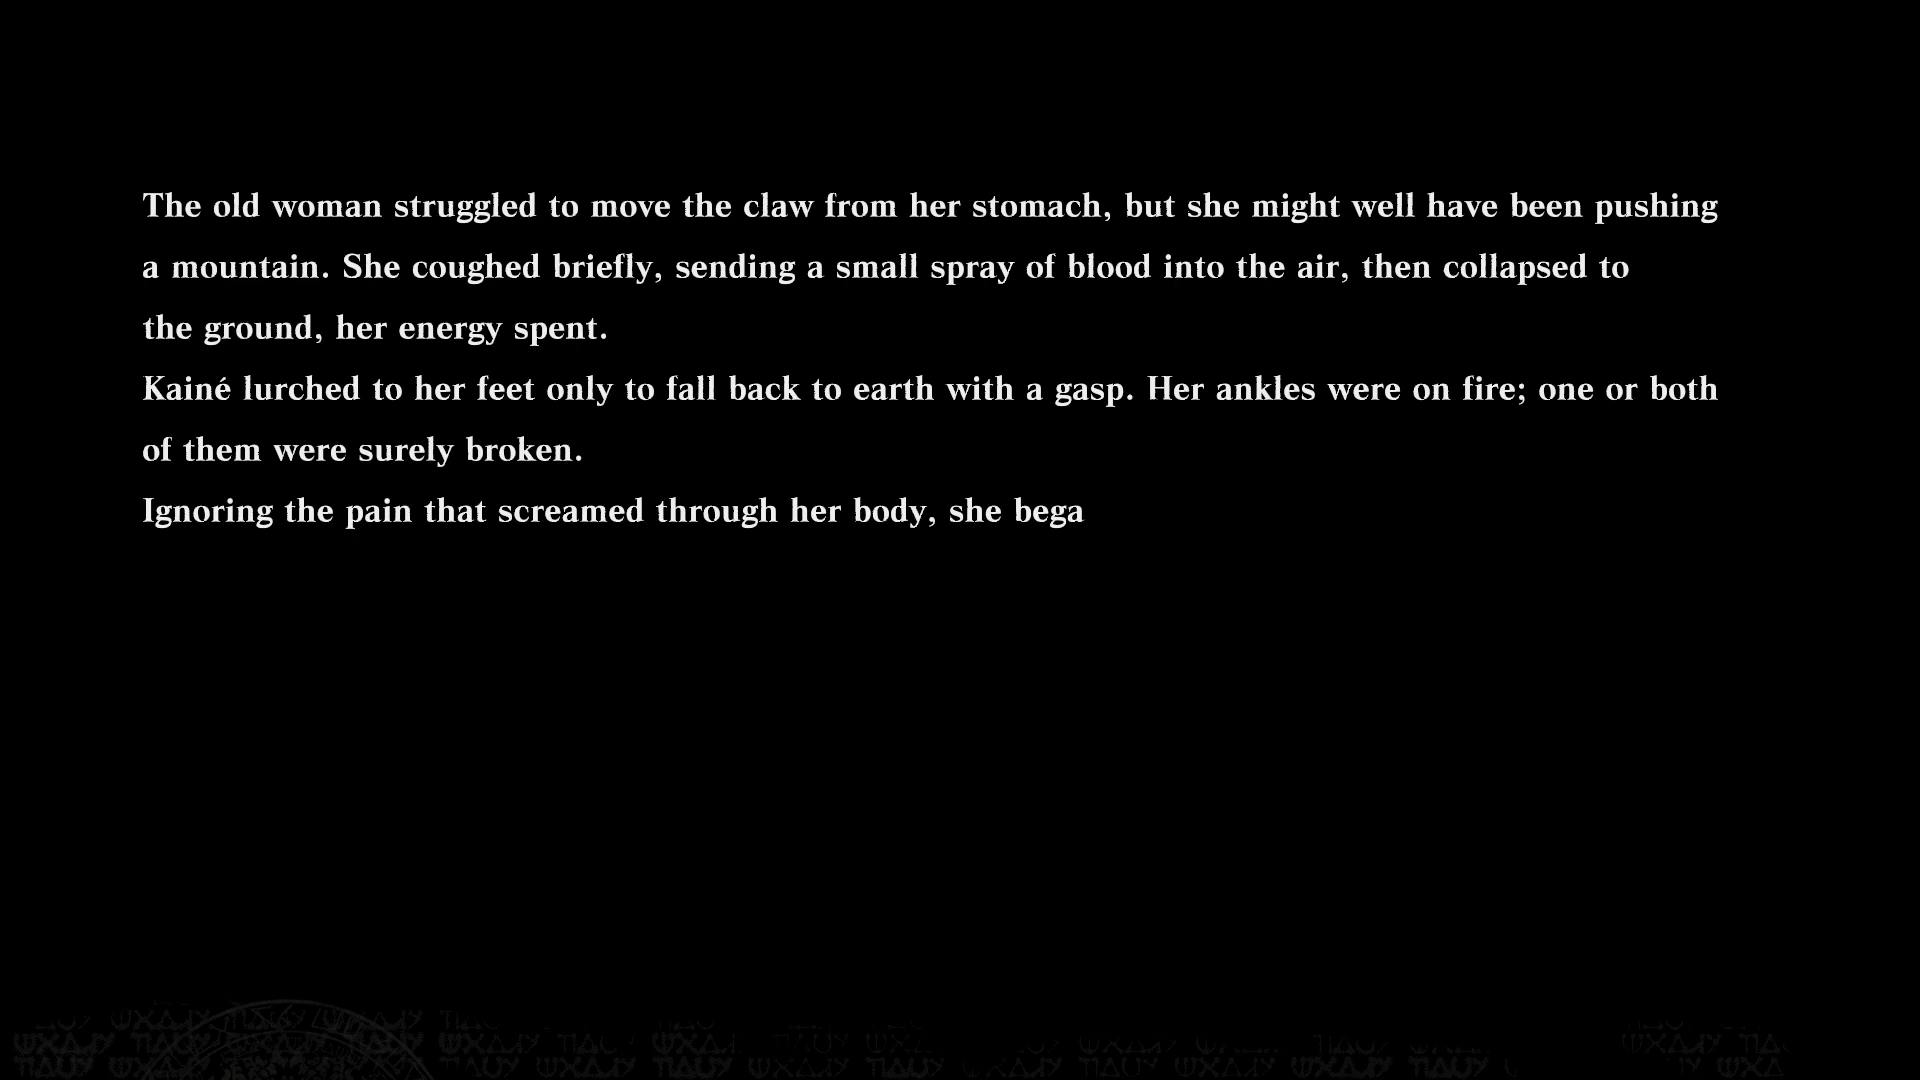 The old woman struggled to move the claw from her stomach, but she might well have been pushing
a mountain. She coughed briefly, sending a small spray of blood into the air, then collapsed to
the ground, her energy spent.
Kainé lurched to her feet only to fall back to earth with a gasp. Her ankles were on fire; one or both
of them were surely broken.
Ignoring the pain that screamed through her body, she bega